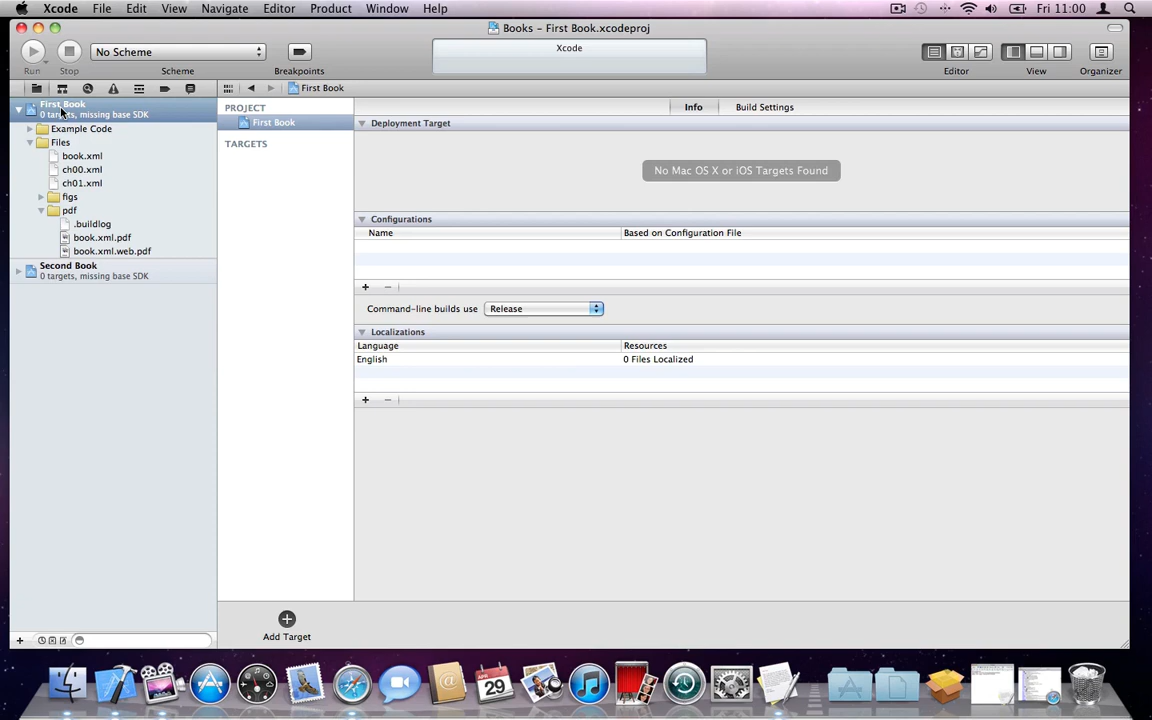 Xcode File Edit View Navigate Editor Product Window Help Fri 11:00
Books – First Book.xcodeproj
No Scheme
Xcode
Run Stop Scheme Breakpoints Editor View Organizer
First Book
First Book
0 targets, missing base SDK
Example Code
Files
book.xml
ch00.xml
ch01.xml
figs
pdf
.buildlog
book.xml.pdf
book.xml.web.pdf
Second Book
0 targets, missing base SDK
PROJECT
First Book
TARGETS
Info Build Settings
Deployment Target
No Mac OS X or iOS Targets Found
Configurations
Name Based on Configuration File
Command-line builds use Release
Localizations
Language Resources
English 0 Files Localized
Add Target
APR
29